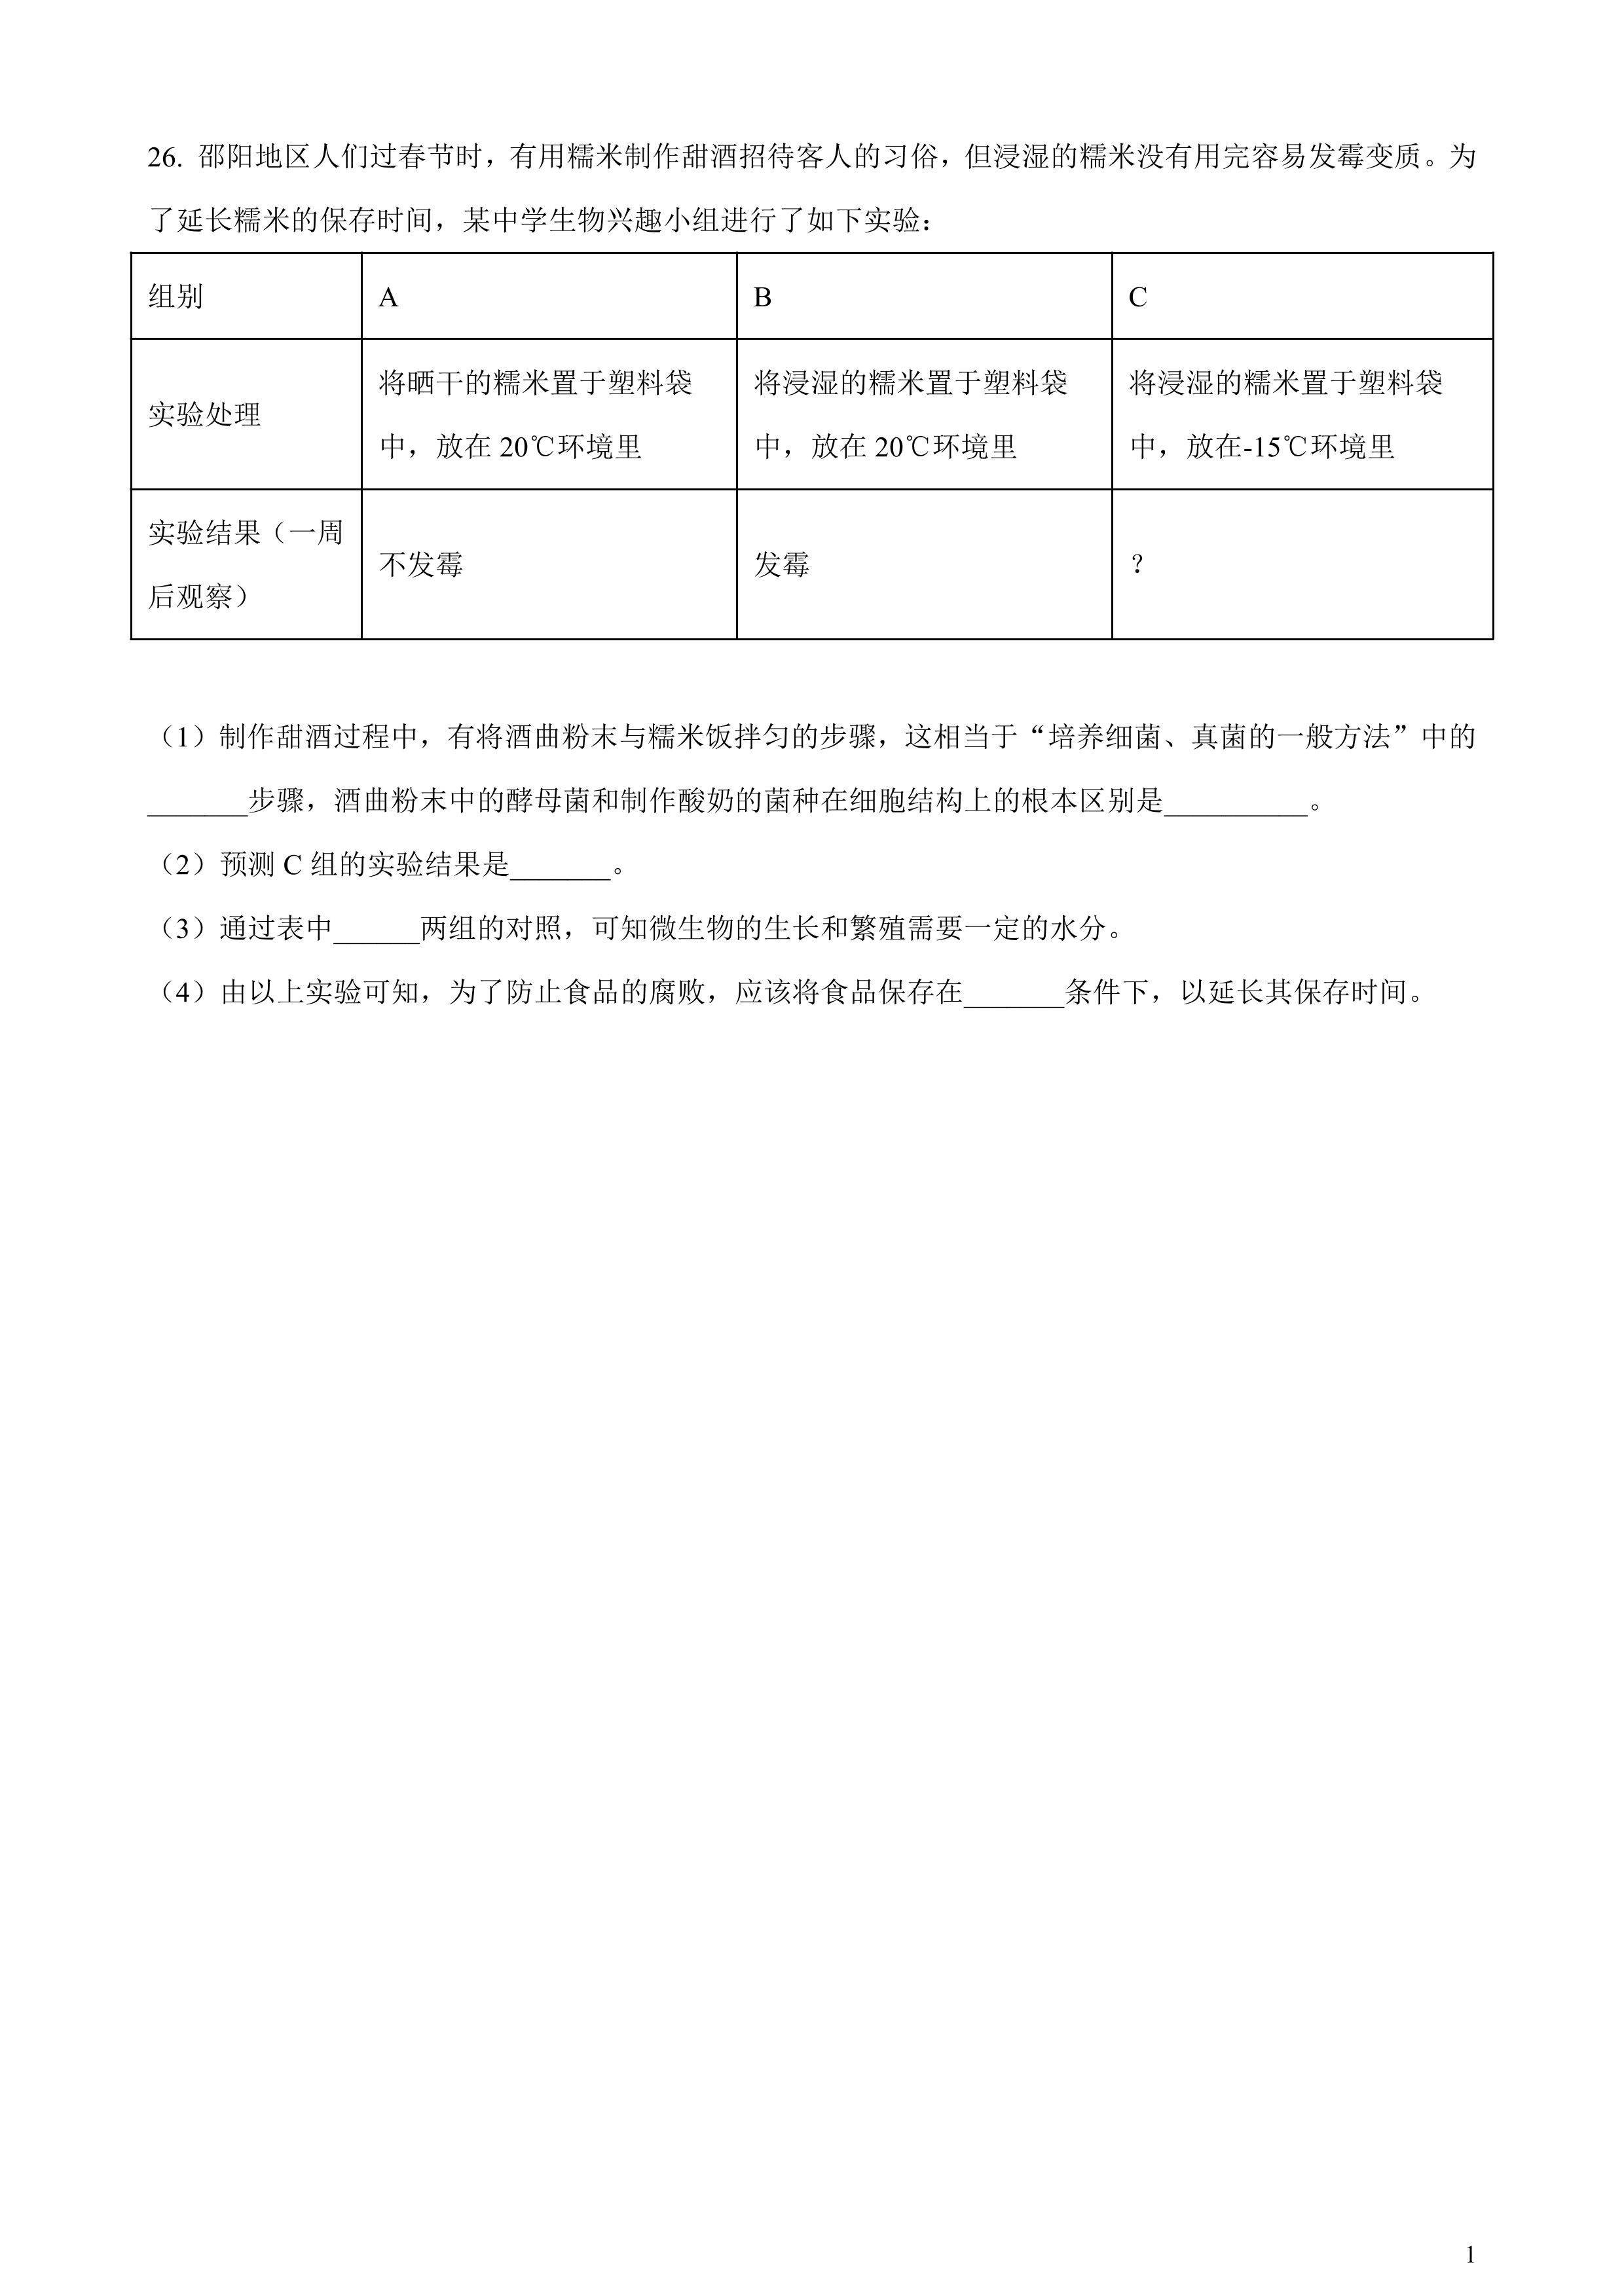 26. 邵阳地区人们过春节时，有用糯米制作甜酒招待客人的习俗，但浸湿的糯米没有用完容易发霉变质。为
了延长糯米的保存时间，某中学生物兴趣小组进行了如下实验：
组别 A B C
实验处理
将晒干的糯米置于塑料袋
中，放在 20℃环境里
将浸湿的糯米置于塑料袋
中，放在 20℃环境里
将浸湿的糯米置于塑料袋
中，放在-15℃环境里
实验结果（一周
后观察）
不发霉
发霉
？
（1）制作甜酒过程中，有将酒曲粉末与糯米饭拌匀的步骤，这相当于“培养细菌、真菌的一般方法”中的
_______步骤，酒曲粉末中的酵母菌和制作酸奶的菌种在细胞结构上的根本区别是__________。
（2）预测 C 组的实验结果是_______。
（3）通过表中______两组的对照，可知微生物的生长和繁殖需要一定的水分。
（4）由以上实验可知，为了防止食品的腐败，应该将食品保存在_______条件下，以延长其保存时间。
1